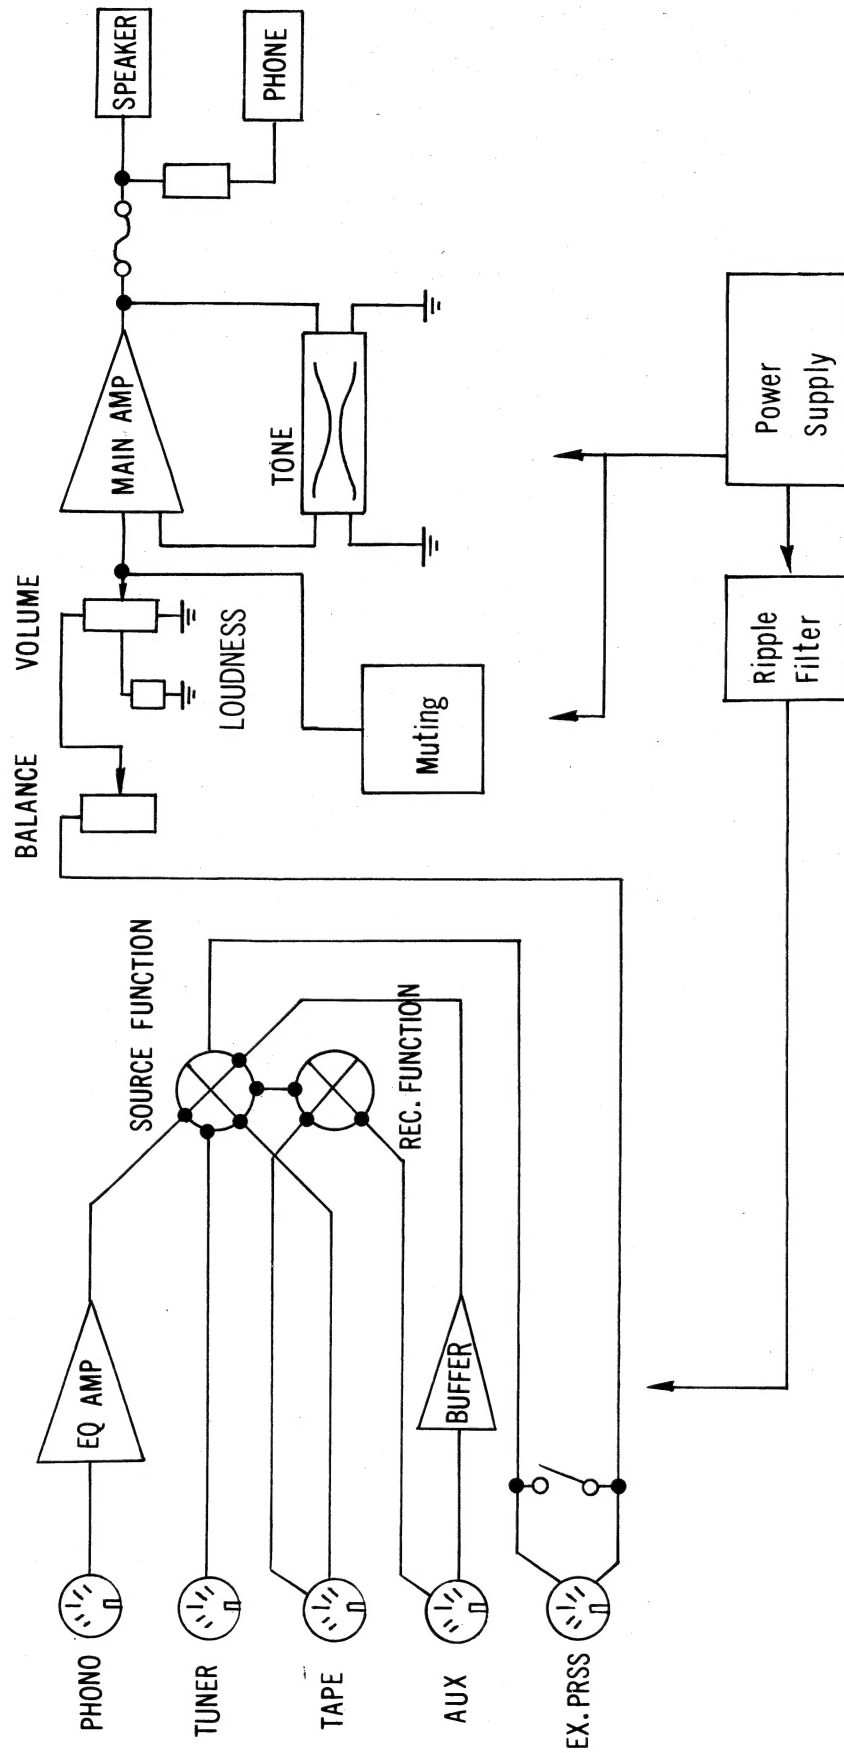 PHONO
TUNER
TAPE
AUX
EX. PRSS
EQ AMP
BUFFER
SOURCE FUNCTION
REC. FUNCTION
BALANCE
VOLUME
LOUDNESS
Muting
MAIN AMP
TONE
SPEAKER
PHONE
Ripple
Filter
Power
Supply